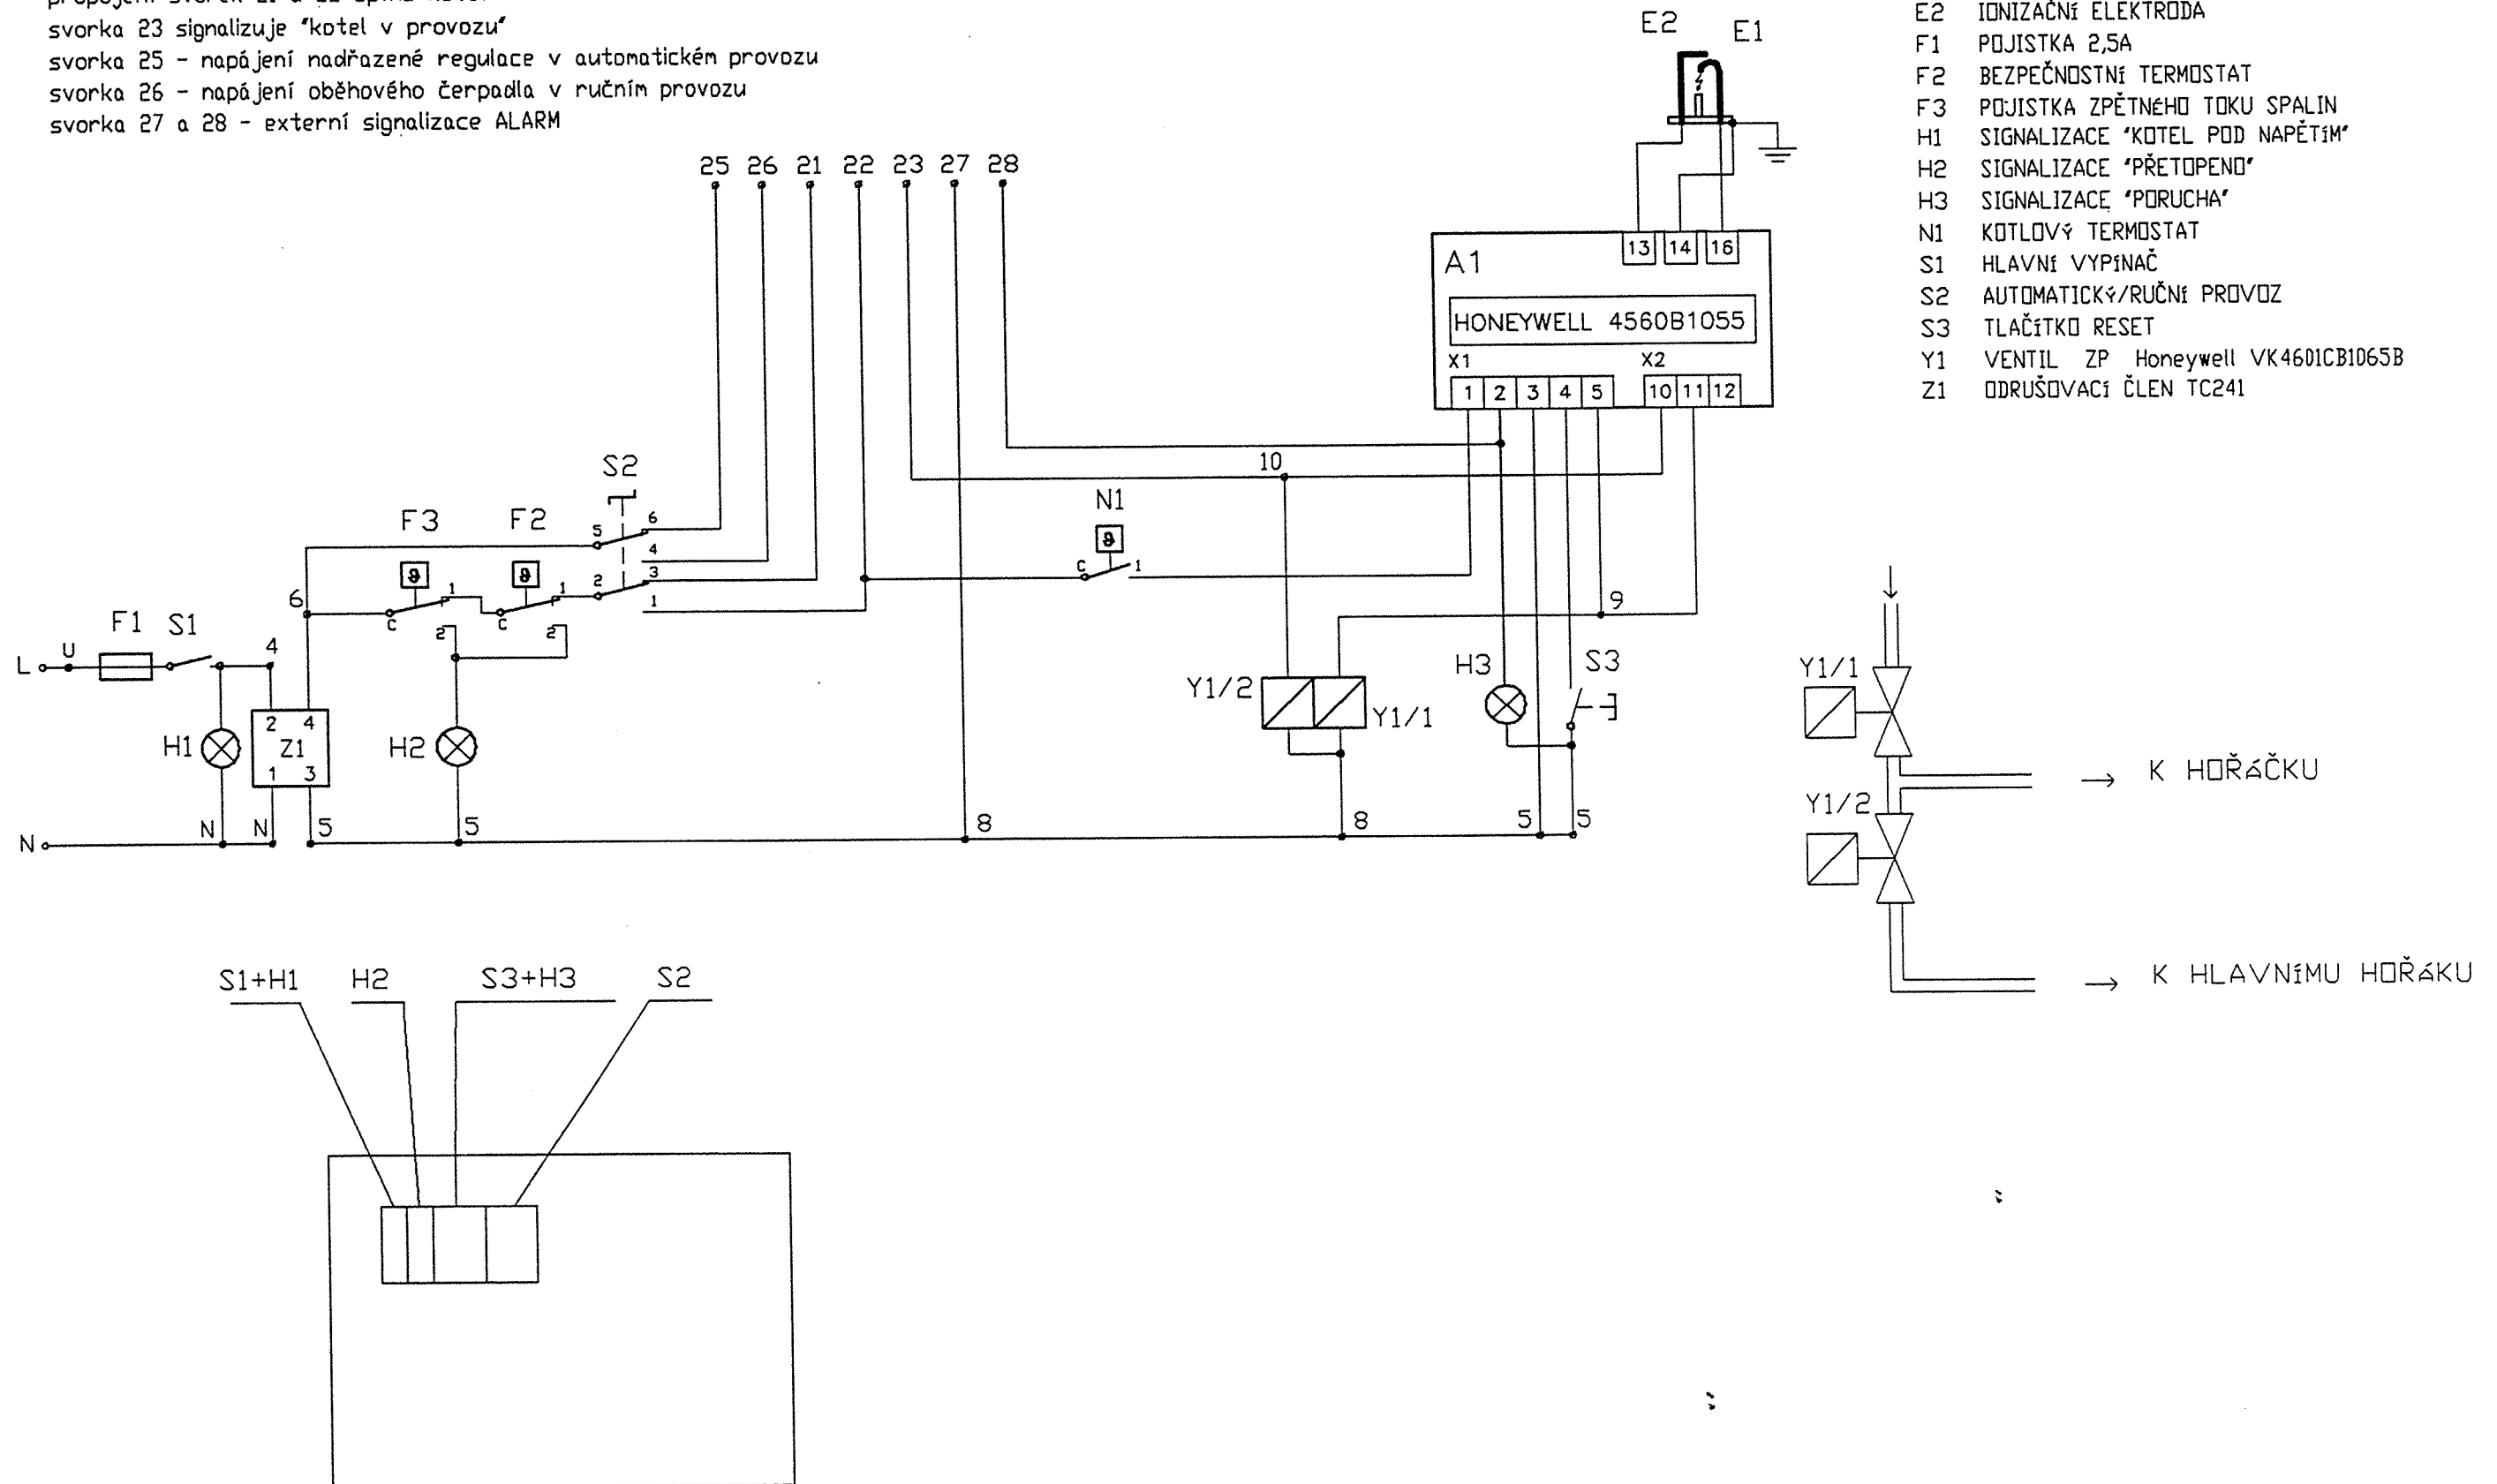 svorka 23 signalizuje "kotel v provozu"
svorka 25 - napájení nadřazené regulace v automatickém provozu
svorka 26 - napájení oběhového čerpadla v ručním provozu
svorka 27 a 28 - externí signalizace ALARM
E2 IONIZAČNÍ ELEKTRODA
F1 POJISTKA 2,5A
F2 BEZPEČNOSTNÍ TERMOSTAT
F3 POJISTKA ZPĚTNÉHO TOKU SPALIN
H1 SIGNALIZACE "KOTEL POD NAPĚTÍM"
H2 SIGNALIZACE "PŘETOPENO"
H3 SIGNALIZACE "PORUCHA"
N1 KOTLOVÝ TERMOSTAT
S1 HLAVNÍ VYPÍNAČ
S2 AUTOMATICKÝ/RUČNÍ PROVOZ
S3 TLAČÍTKO RESET
Y1 VENTIL ZP Honeywell VK4601CB1065B
Z1 ODRUŠOVACÍ ČLEN TC241
E2 E1
25 26 21 22 23 27 28
13 14 16
A1
HONEYWELL 4560B1055
X1 X2
1 2 3 4 5 10 11 12
10
S2
N1
F3 F2
5 6
4
2 3
1
C 1
C 1
2
C 1
2
6
9
F1 S1
4
L U
H1
2 4
Z1
1 3
H2
Y1/2
Y1/1
H3 S3
N N N 5 5 8 8 5 5
Y1/1
K HOŘÁČKU
Y1/2
K HLAVNÍMU HOŘÁKU
S1+H1 H2 S3+H3 S2